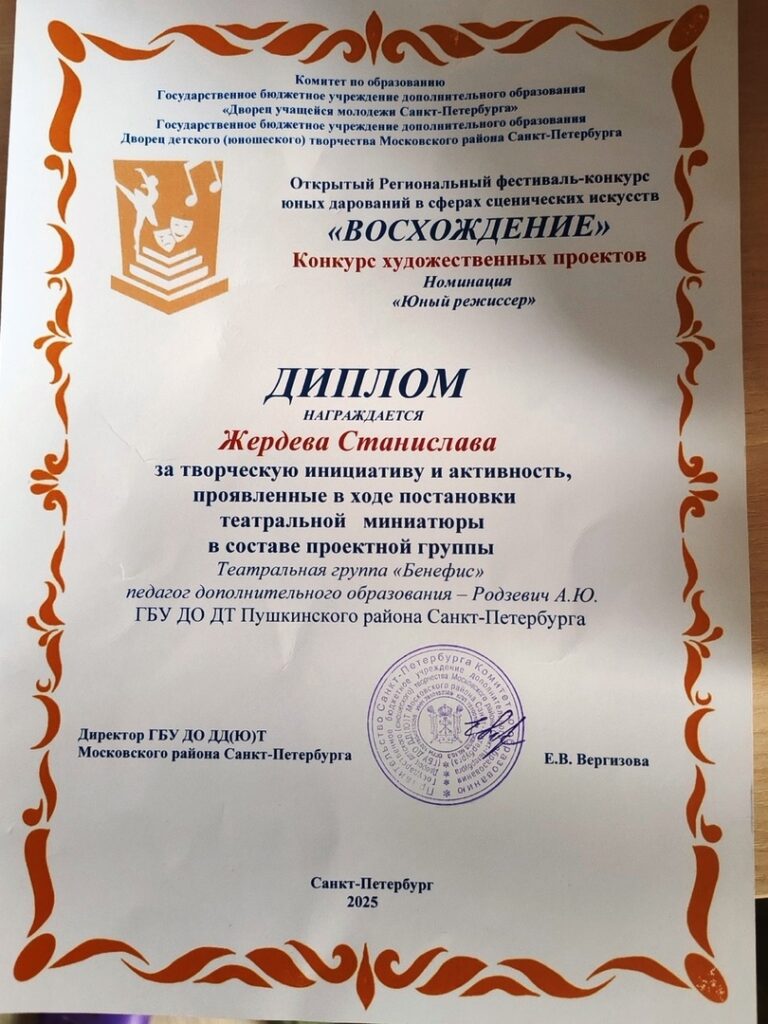 Комитет по образованию
Государственное бюджетное учреждение дополнительного образования
«Дворец учащейся молодежи Санкт-Петербурга»
Государственное бюджетное учреждение дополнительного образования
Дворец детского (юношеского) творчества Московского района Санкт-Петербурга
Открытый Региональный фестиваль-конкурс
юных дарований в сферах сценических искусств
«ВОСХОЖДЕНИЕ»
Конкурс художественных проектов
Номинация
«Юный режиссер»
ДИПЛОМ
НАГРАЖДАЕТСЯ
Жердева Станислава
за творческую инициативу и активность,
проявленные в ходе постановки
театральной миниатюры
в составе проектной группы
Театральная группа «Бенефис»
педагог дополнительного образования – Родзевич А.Ю.
ГБУ ДО ДТ Пушкинского района Санкт-Петербурга
Директор ГБУ ДО ДД(Ю)Т
Московского района Санкт-Петербурга
Е.В. Вергизова
Санкт-Петербург
2025